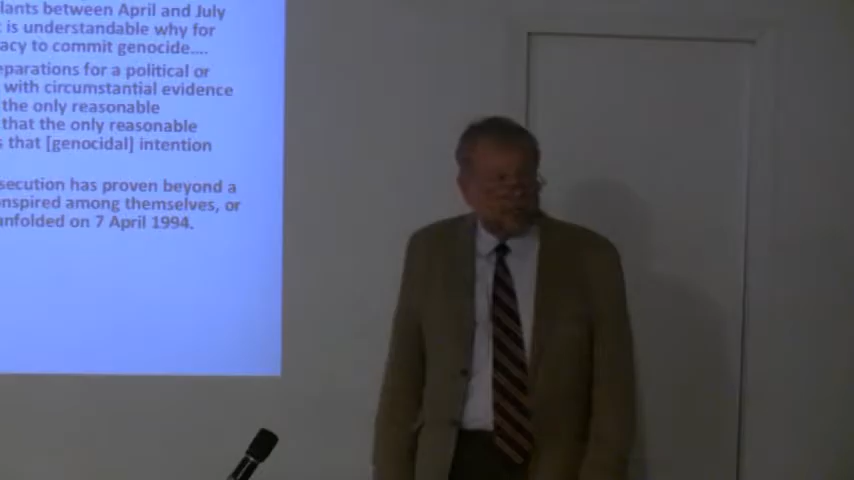 lants between April and July
is understandable why for
acy to commit genocide....
eparations for a political or
with circumstantial evidence
the only reasonable
that the only reasonable
s that [genocidal] intention
secution has proven beyond a
nspired among themselves, or
unfolded on 7 April 1994.